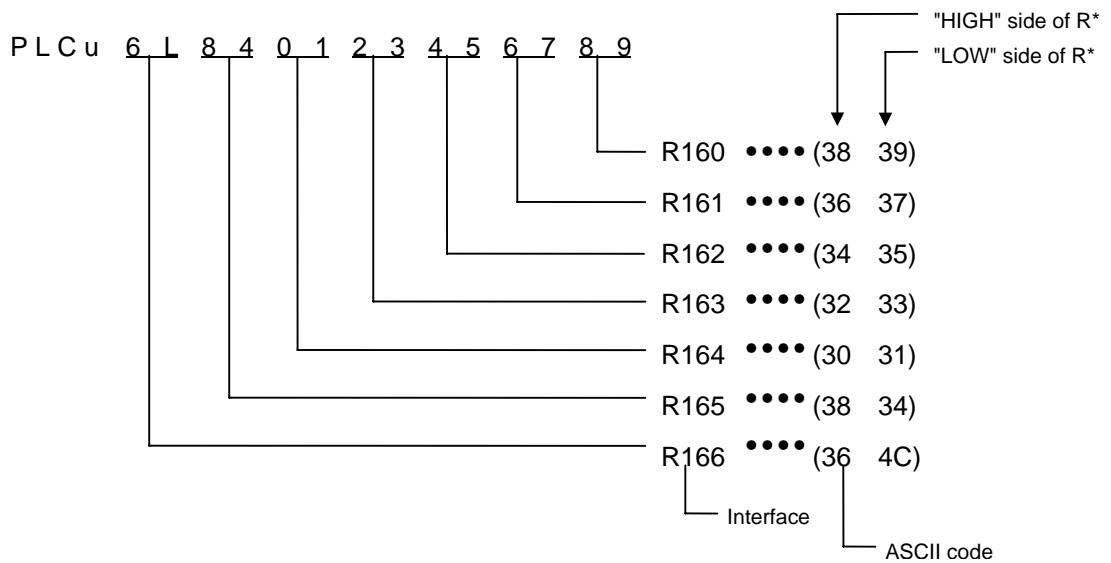 "HIGH" side of R*
P L C u 6 L 8 4 0 1 2 3 4 5 6 7 8 9
"LOW" side of R*
R160 •••• (38 39)
R161 •••• (36 37)
R162 •••• (34 35)
R163 •••• (32 33)
R164 •••• (30 31)
R165 •••• (38 34)
R166 •••• (36 4C)
Interface
ASCII code